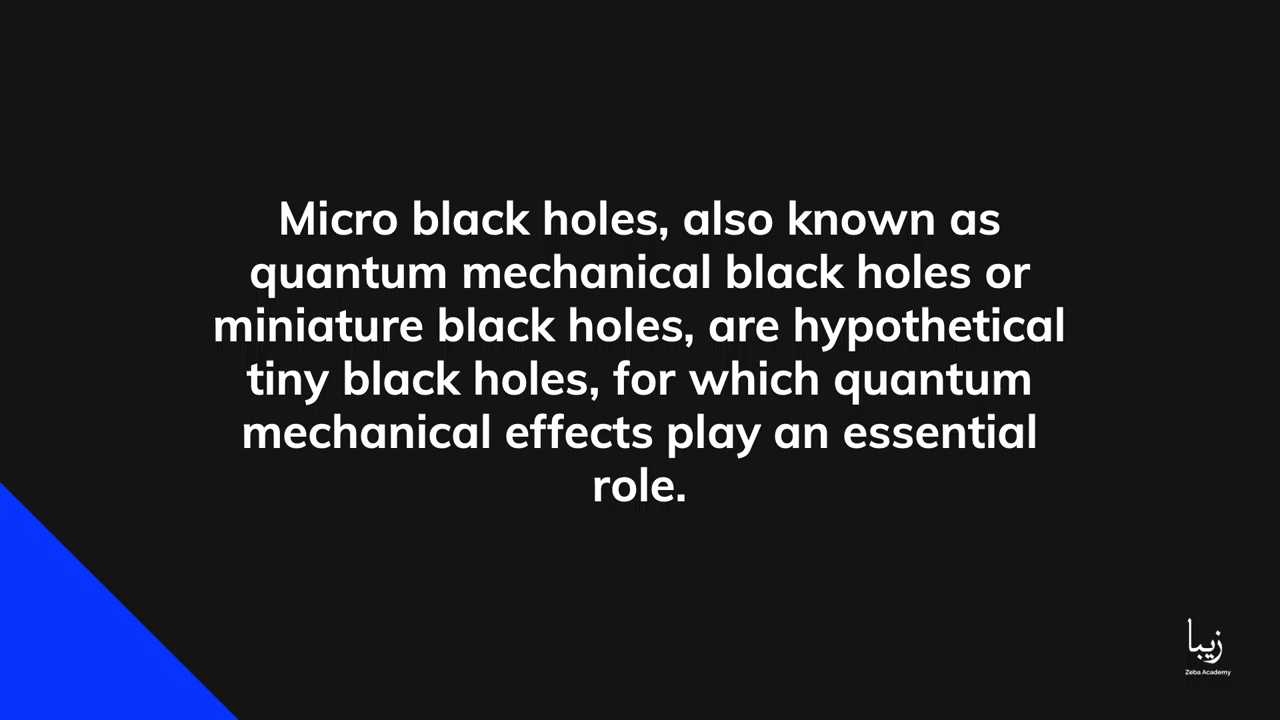 Micro black holes, also known as
quantum mechanical black holes or
miniature black holes, are hypothetical
tiny black holes, for which quantum
mechanical effects play an essential
role.
زيبا
Zeba Academy